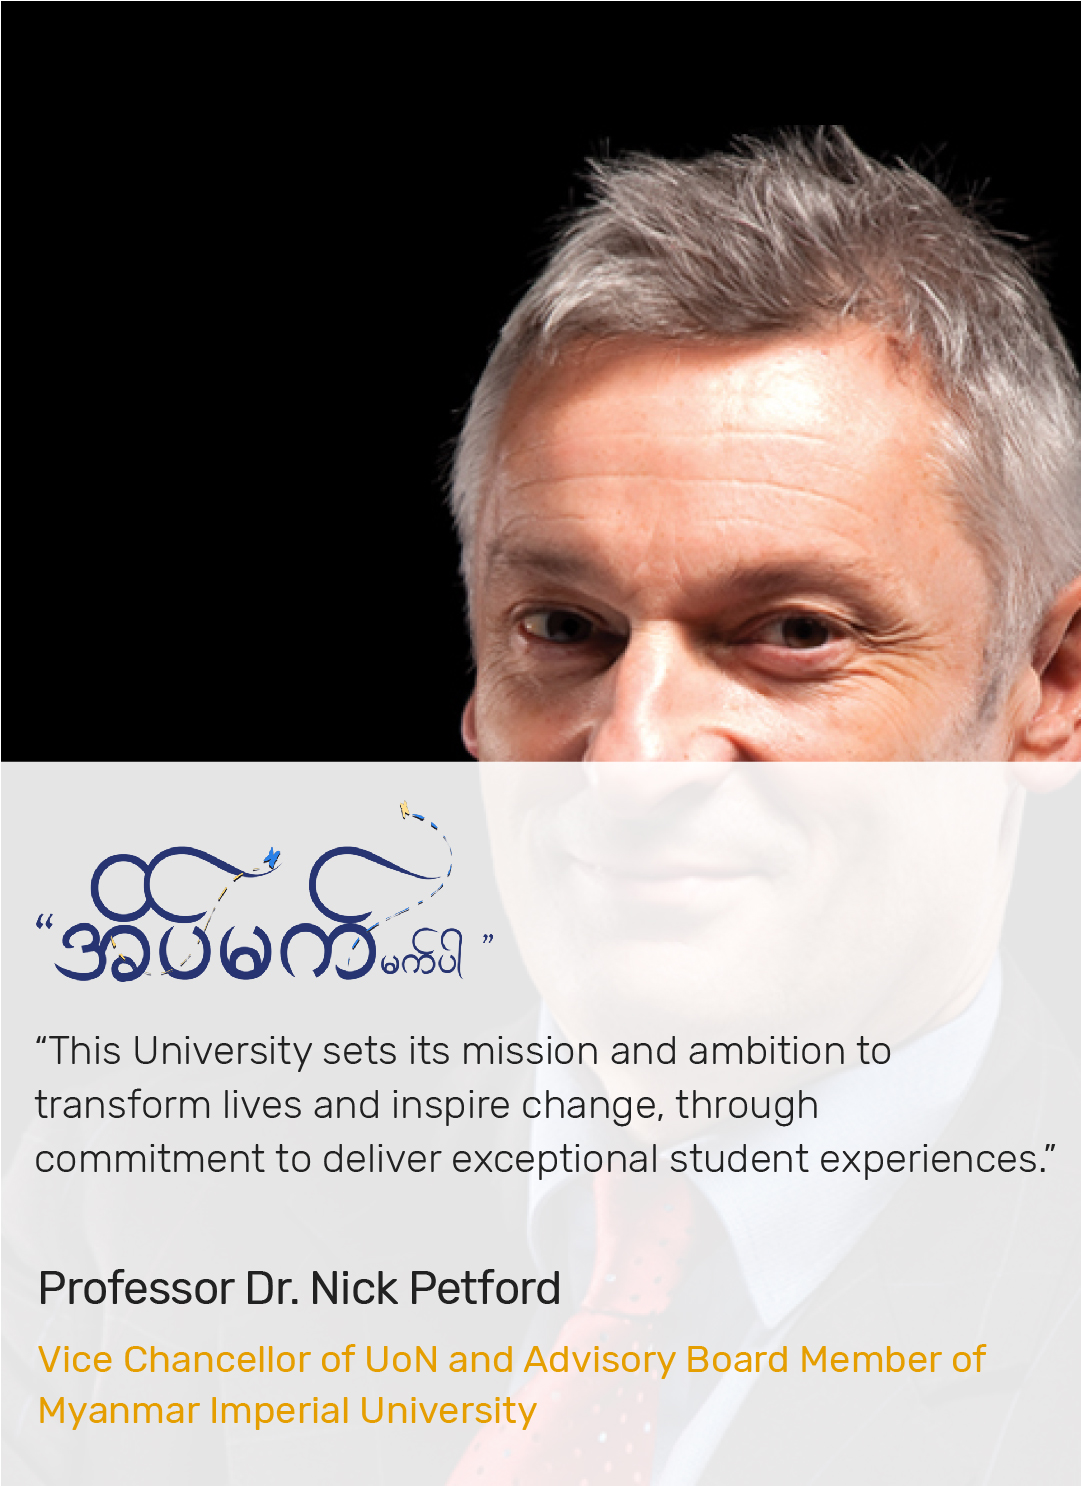 “အိပ်မက်မက်ပါ”
“This University sets its mission and ambition to
transform lives and inspire change, through
commitment to deliver exceptional student experiences.”
Professor Dr. Nick Petford
Vice Chancellor of UoN and Advisory Board Member of
Myanmar Imperial University